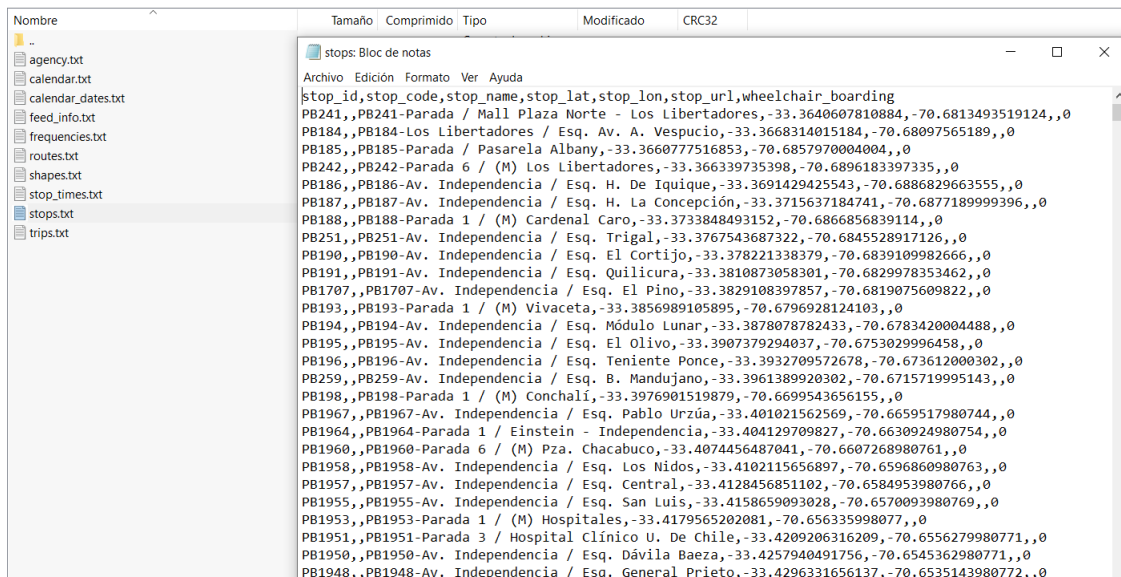 Nombre Tamaño Comprimido Tipo Modificado CRC32
..
agency.txt
calendar.txt
calendar_dates.txt
feed_info.txt
frequencies.txt
routes.txt
shapes.txt
stop_times.txt
stops.txt
trips.txt
stops: Bloc de notas
Archivo Edición Formato Ver Ayuda
stop_id,stop_code,stop_name,stop_lat,stop_lon,stop_url,wheelchair_boarding
PB241,,PB241-Parada / Mall Plaza Norte - Los Libertadores,-33.3640607810884,-70.6813493519124,,0
PB184,,PB184-Los Libertadores / Esq. Av. A. Vespucio,-33.3668314015184,-70.68097565189,,0
PB185,,PB185-Parada / Pasarela Albany,-33.3660777516853,-70.6857970004004,,0
PB242,,PB242-Parada 6 / (M) Los Libertadores,-33.366339735398,-70.6896183397335,,0
PB186,,PB186-Av. Independencia / Esq. H. De Iquique,-33.3691429425543,-70.6886829663555,,0
PB187,,PB187-Av. Independencia / Esq. H. La Concepción,-33.3715637184741,-70.6877189999396,,0
PB188,,PB188-Parada 1 / (M) Cardenal Caro,-33.3733848493152,-70.6866856839114,,0
PB251,,PB251-Av. Independencia / Esq. Trigal,-33.3767543687322,-70.6845528917126,,0
PB190,,PB190-Av. Independencia / Esq. El Cortijo,-33.378221338379,-70.6839109982666,,0
PB191,,PB191-Av. Independencia / Esq. Quilicura,-33.3810873058301,-70.6829978353462,,0
PB1707,,PB1707-Av. Independencia / Esq. El Pino,-33.3829108397857,-70.6819075609822,,0
PB193,,PB193-Parada 1 / (M) Vivaceta,-33.3856989105895,-70.6796928124103,,0
PB194,,PB194-Av. Independencia / Esq. Módulo Lunar,-33.3878078782433,-70.6783420004488,,0
PB195,,PB195-Av. Independencia / Esq. El Olivo,-33.3907379294037,-70.6753029996458,,0
PB196,,PB196-Av. Independencia / Esq. Teniente Ponce,-33.3932709572678,-70.673612000302,,0
PB259,,PB259-Av. Independencia / Esq. B. Mandujano,-33.3961389920302,-70.6715719995143,,0
PB198,,PB198-Parada 1 / (M) Conchalí,-33.3976901519879,-70.6699543656155,,0
PB1967,,PB1967-Av. Independencia / Esq. Pablo Urzúa,-33.401021562569,-70.6659517980744,,0
PB1964,,PB1964-Parada 1 / Einstein - Independencia,-33.404129709827,-70.6630924980754,,0
PB1960,,PB1960-Parada 6 / (M) Pza. Chacabuco,-33.4074456487041,-70.6607268980761,,0
PB1958,,PB1958-Av. Independencia / Esq. Los Nidos,-33.4102115656897,-70.6596860980763,,0
PB1957,,PB1957-Av. Independencia / Esq. Central,-33.4128456851102,-70.6584953980766,,0
PB1955,,PB1955-Av. Independencia / Esq. San Luis,-33.4158659093028,-70.6570093980769,,0
PB1953,,PB1953-Parada 1 / (M) Hospitales,-33.4179565202081,-70.656335998077,,0
PB1951,,PB1951-Parada 3 / Hospital Clínico U. De Chile,-33.4209206316209,-70.6556279980771,,0
PB1950,,PB1950-Av. Independencia / Esq. Dávila Baeza,-33.4257940491756,-70.6545362980771,,0
PB1948,,PB1948-Av. Independencia / Esq. General Prieto,-33.4296331656137,-70.6535143980772,,0